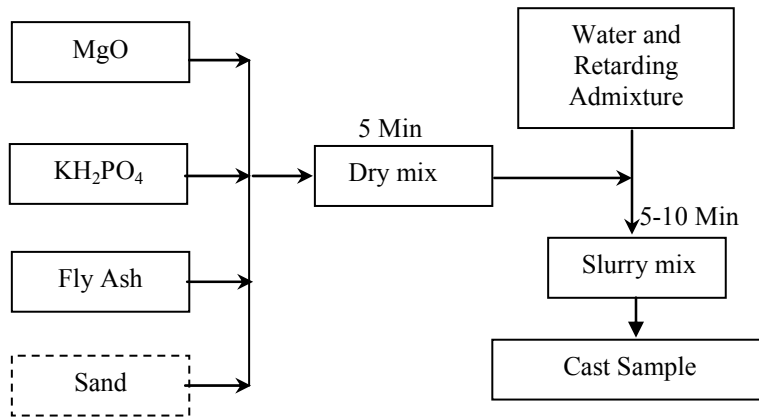 MgO
KH₂PO₄
Fly Ash
Sand
5 Min
Dry mix
Water and
Retarding
Admixture
5-10 Min
Slurry mix
Cast Sample